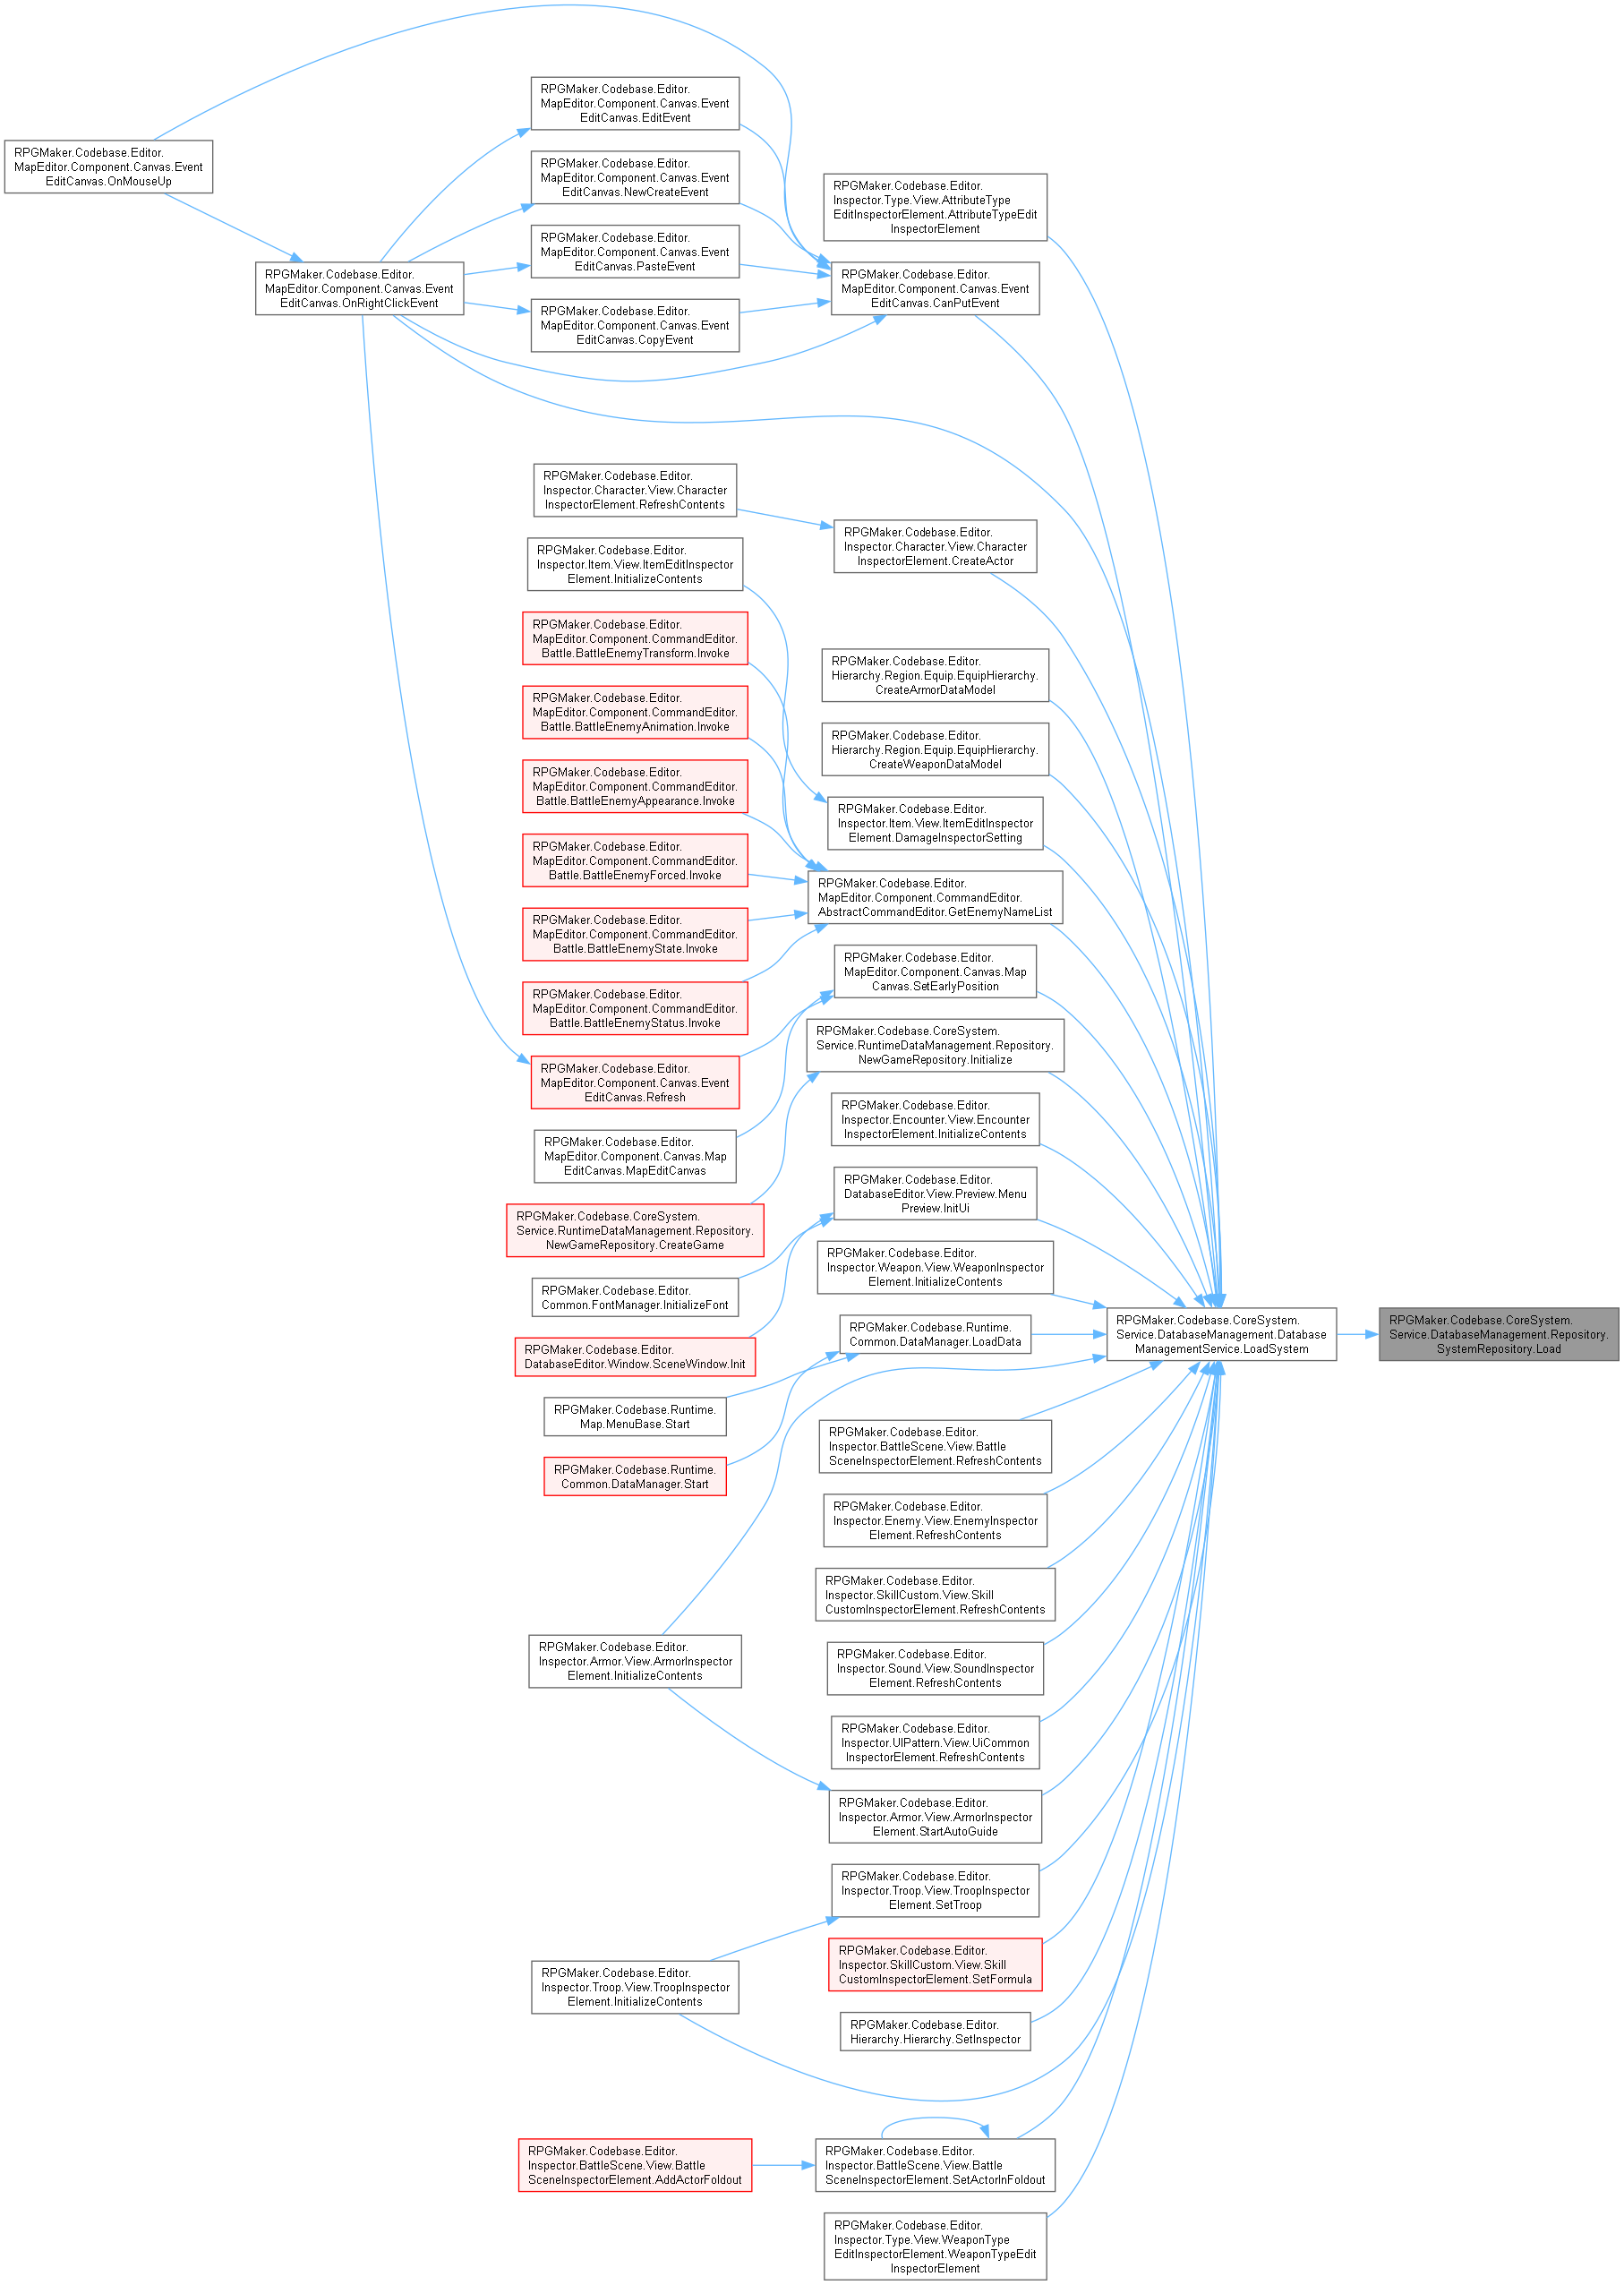 RPGMaker.Codebase.Editor.
MapEditor.Component.Canvas.Event
EditCanvas.OnMouseUp
RPGMaker.Codebase.Editor.
MapEditor.Component.Canvas.Event
EditCanvas.OnRightClickEvent
RPGMaker.Codebase.Editor.
MapEditor.Component.Canvas.Event
EditCanvas.EditEvent
RPGMaker.Codebase.Editor.
MapEditor.Component.Canvas.Event
EditCanvas.NewCreateEvent
RPGMaker.Codebase.Editor.
MapEditor.Component.Canvas.Event
EditCanvas.PasteEvent
RPGMaker.Codebase.Editor.
MapEditor.Component.Canvas.Event
EditCanvas.CopyEvent
RPGMaker.Codebase.Editor.
Inspector.Character.View.Character
InspectorElement.RefreshContents
RPGMaker.Codebase.Editor.
Inspector.Item.View.ItemEditInspector
Element.InitializeContents
RPGMaker.Codebase.Editor.
MapEditor.Component.CommandEditor.
Battle.BattleEnemyTransform.Invoke
RPGMaker.Codebase.Editor.
MapEditor.Component.CommandEditor.
Battle.BattleEnemyAnimation.Invoke
RPGMaker.Codebase.Editor.
MapEditor.Component.CommandEditor.
Battle.BattleEnemyAppearance.Invoke
RPGMaker.Codebase.Editor.
MapEditor.Component.CommandEditor.
Battle.BattleEnemyForced.Invoke
RPGMaker.Codebase.Editor.
MapEditor.Component.CommandEditor.
Battle.BattleEnemyState.Invoke
RPGMaker.Codebase.Editor.
MapEditor.Component.CommandEditor.
Battle.BattleEnemyStatus.Invoke
RPGMaker.Codebase.Editor.
MapEditor.Component.Canvas.Event
EditCanvas.Refresh
RPGMaker.Codebase.Editor.
MapEditor.Component.Canvas.Map
EditCanvas.MapEditCanvas
RPGMaker.Codebase.CoreSystem.
Service.RuntimeDataManagement.Repository.
NewGameRepository.CreateGame
RPGMaker.Codebase.Editor.
Common.FontManager.InitializeFont
RPGMaker.Codebase.Editor.
DatabaseEditor.Window.SceneWindow.Init
RPGMaker.Codebase.Runtime.
Map.MenuBase.Start
RPGMaker.Codebase.Runtime.
Common.DataManager.Start
RPGMaker.Codebase.Editor.
Inspector.Armor.View.ArmorInspector
Element.InitializeContents
RPGMaker.Codebase.Editor.
Inspector.Troop.View.TroopInspector
Element.InitializeContents
RPGMaker.Codebase.Editor.
Inspector.BattleScene.View.Battle
SceneInspectorElement.AddActorFoldout
RPGMaker.Codebase.Editor.
Inspector.Type.View.AttributeType
EditInspectorElement.AttributeTypeEdit
InspectorElement
RPGMaker.Codebase.Editor.
MapEditor.Component.Canvas.Event
EditCanvas.CanPutEvent
RPGMaker.Codebase.Editor.
Inspector.Character.View.Character
InspectorElement.CreateActor
RPGMaker.Codebase.Editor.
Hierarchy.Region.Equip.EquipHierarchy.
CreateArmorDataModel
RPGMaker.Codebase.Editor.
Hierarchy.Region.Equip.EquipHierarchy.
CreateWeaponDataModel
RPGMaker.Codebase.Editor.
Inspector.Item.View.ItemEditInspector
Element.DamageInspectorSetting
RPGMaker.Codebase.Editor.
MapEditor.Component.CommandEditor.
AbstractCommandEditor.GetEnemyNameList
RPGMaker.Codebase.Editor.
MapEditor.Component.Canvas.Map
Canvas.SetEarlyPosition
RPGMaker.Codebase.CoreSystem.
Service.RuntimeDataManagement.Repository.
NewGameRepository.Initialize
RPGMaker.Codebase.Editor.
Inspector.Encounter.View.Encounter
InspectorElement.InitializeContents
RPGMaker.Codebase.Editor.
DatabaseEditor.View.Preview.Menu
Preview.InitUi
RPGMaker.Codebase.Editor.
Inspector.Weapon.View.WeaponInspector
Element.InitializeContents
RPGMaker.Codebase.Runtime.
Common.DataManager.LoadData
RPGMaker.Codebase.Editor.
Inspector.BattleScene.View.Battle
SceneInspectorElement.RefreshContents
RPGMaker.Codebase.Editor.
Inspector.Enemy.View.EnemyInspector
Element.RefreshContents
RPGMaker.Codebase.Editor.
Inspector.SkillCustom.View.Skill
CustomInspectorElement.RefreshContents
RPGMaker.Codebase.Editor.
Inspector.Sound.View.SoundInspector
Element.RefreshContents
RPGMaker.Codebase.Editor.
Inspector.UIPattern.View.UiCommon
InspectorElement.RefreshContents
RPGMaker.Codebase.Editor.
Inspector.Armor.View.ArmorInspector
Element.StartAutoGuide
RPGMaker.Codebase.Editor.
Inspector.Troop.View.TroopInspector
Element.SetTroop
RPGMaker.Codebase.Editor.
Inspector.SkillCustom.View.Skill
CustomInspectorElement.SetFormula
RPGMaker.Codebase.Editor.
Hierarchy.Hierarchy.SetInspector
RPGMaker.Codebase.Editor.
Inspector.BattleScene.View.Battle
SceneInspectorElement.SetActorInFoldout
RPGMaker.Codebase.Editor.
Inspector.Type.View.WeaponType
EditInspectorElement.WeaponTypeEdit
InspectorElement
RPGMaker.Codebase.CoreSystem.
Service.DatabaseManagement.Database
ManagementService.LoadSystem
RPGMaker.Codebase.CoreSystem.
Service.DatabaseManagement.Repository.
SystemRepository.Load